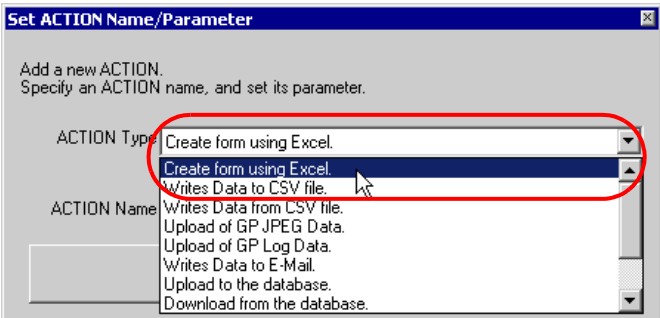 Set ACTION Name/Parameter
Add a new ACTION.
Specify an ACTION name, and set its parameter.
ACTION Type Create form using Excel.
Create form using Excel.
Writes Data to CSV file.
ACTION Name Writes Data from CSV file.
Upload of GP JPEG Data.
Upload of GP Log Data.
Writes Data to E-Mail.
Upload to the database.
Download from the database.